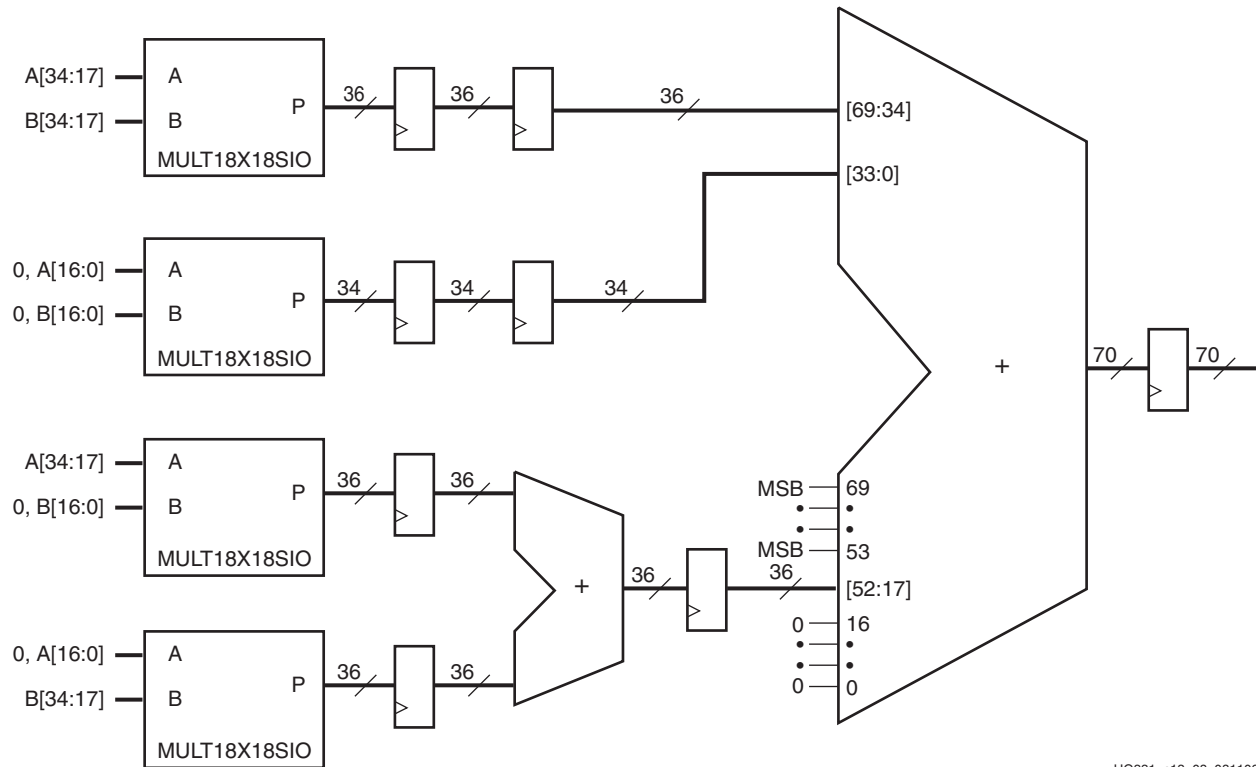 A[34:17]
B[34:17]
A
B
P
MULT18X18SIO
36
36
36
[69:34]
[33:0]
0, A[16:0]
0, B[16:0]
A
B
P
MULT18X18SIO
34
34
34
+
70
70
A[34:17]
0, B[16:0]
A
B
P
MULT18X18SIO
36
36
MSB
69
MSB
53
+
36
36
[52:17]
0
16
0
0
0, A[16:0]
B[34:17]
A
B
P
MULT18X18SIO
36
36